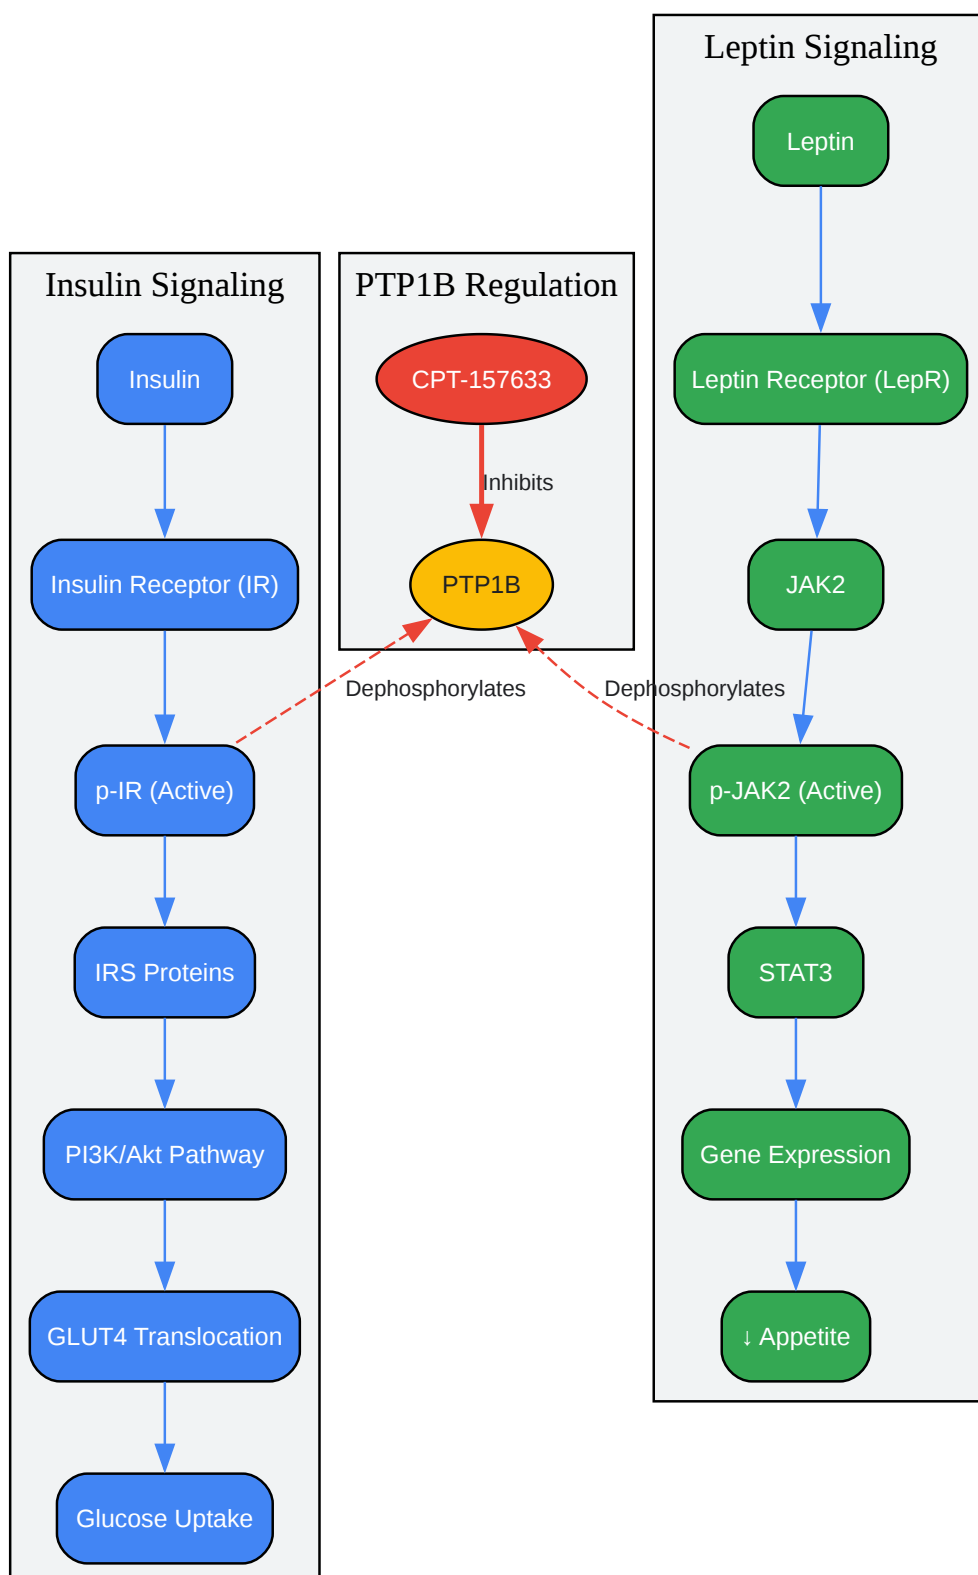 Leptin Signaling
Leptin
Insulin Signaling
PTP1B Regulation
Insulin
CPT-157633
Leptin Receptor (LepR)
Inhibits
Insulin Receptor (IR)
PTP1B
JAK2
Dephosphorylates
Dephosphorylates
p-IR (Active)
p-JAK2 (Active)
IRS Proteins
STAT3
PI3K/Akt Pathway
Gene Expression
GLUT4 Translocation
↓ Appetite
Glucose Uptake